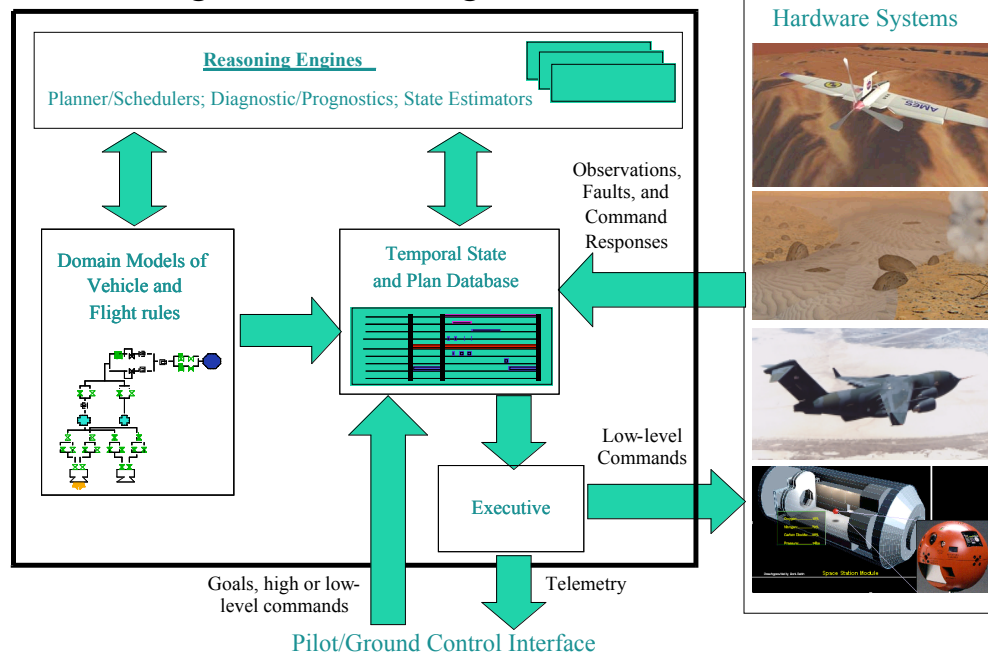 Hardware Systems
Reasoning Engines
Planner/Schedulers; Diagnostic/Prognostics; State Estimators
AMES
Observations,
Faults, and
Command
Responses
Domain Models of
Vehicle and
Flight rules
Temporal State
and Plan Database
Low-level
Commands
Executive
Space Station Module
Goals, high or low-
level commands
Telemetry
Pilot/Ground Control Interface